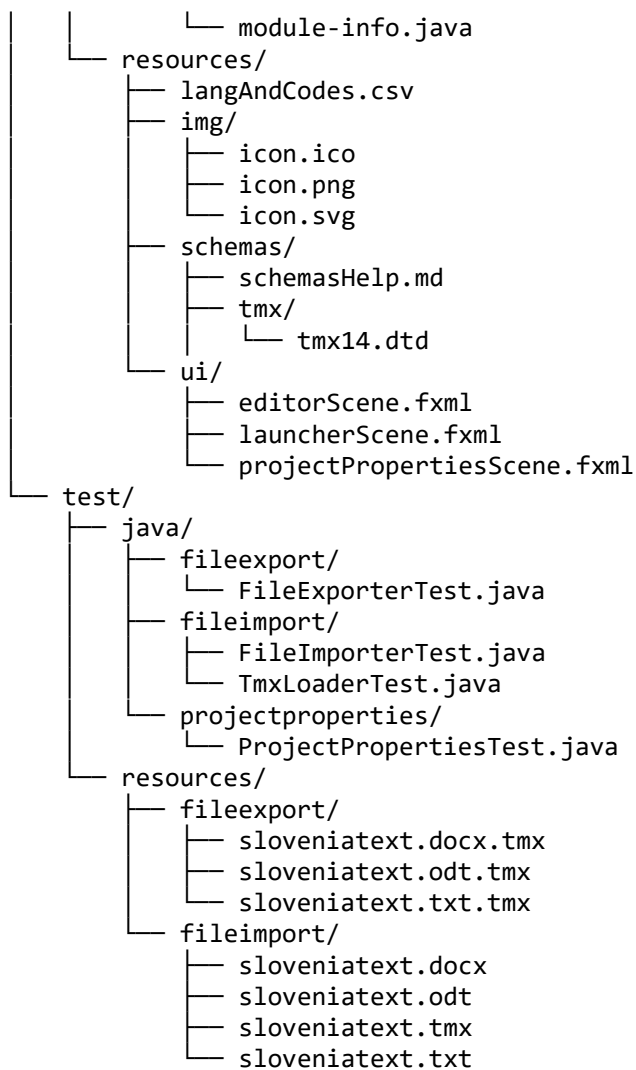 │   │       └── module-info.java
│   └── resources/
│       ├── langAndCodes.csv
│       ├── img/
│       │   ├── icon.ico
│       │   ├── icon.png
│       │   └── icon.svg
│       ├── schemas/
│       │   ├── schemasHelp.md
│       │   ├── tmx/
│       │   │   └── tmx14.dtd
│       └── ui/
│           ├── editorScene.fxml
│           ├── launcherScene.fxml
│           └── projectPropertiesScene.fxml
└── test/
    ├── java/
    │   ├── fileexport/
    │   │   └── FileExporterTest.java
    │   ├── fileimport/
    │   │   ├── FileImporterTest.java
    │   │   └── TmxLoaderTest.java
    │   └── projectproperties/
    │       └── ProjectPropertiesTest.java
    └── resources/
        ├── fileexport/
        │   ├── sloveniatext.docx.tmx
        │   ├── sloveniatext.odt.tmx
        │   └── sloveniatext.txt.tmx
        └── fileimport/
            ├── sloveniatext.docx
            ├── sloveniatext.odt
            ├── sloveniatext.tmx
            └── sloveniatext.txt